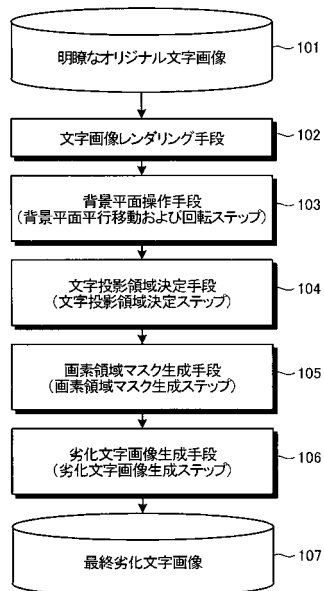 明瞭なオリジナル文字画像
101
文字画像レンダリング手段
102
背景平面操作手段
(背景平面平行移動および回転ステップ)
103
文字投影領域決定手段
(文字投影領域決定ステップ)
104
画素領域マスク生成手段
(画素領域マスク生成ステップ)
105
劣化文字画像生成手段
(劣化文字画像生成ステップ)
106
最終劣化文字画像
107